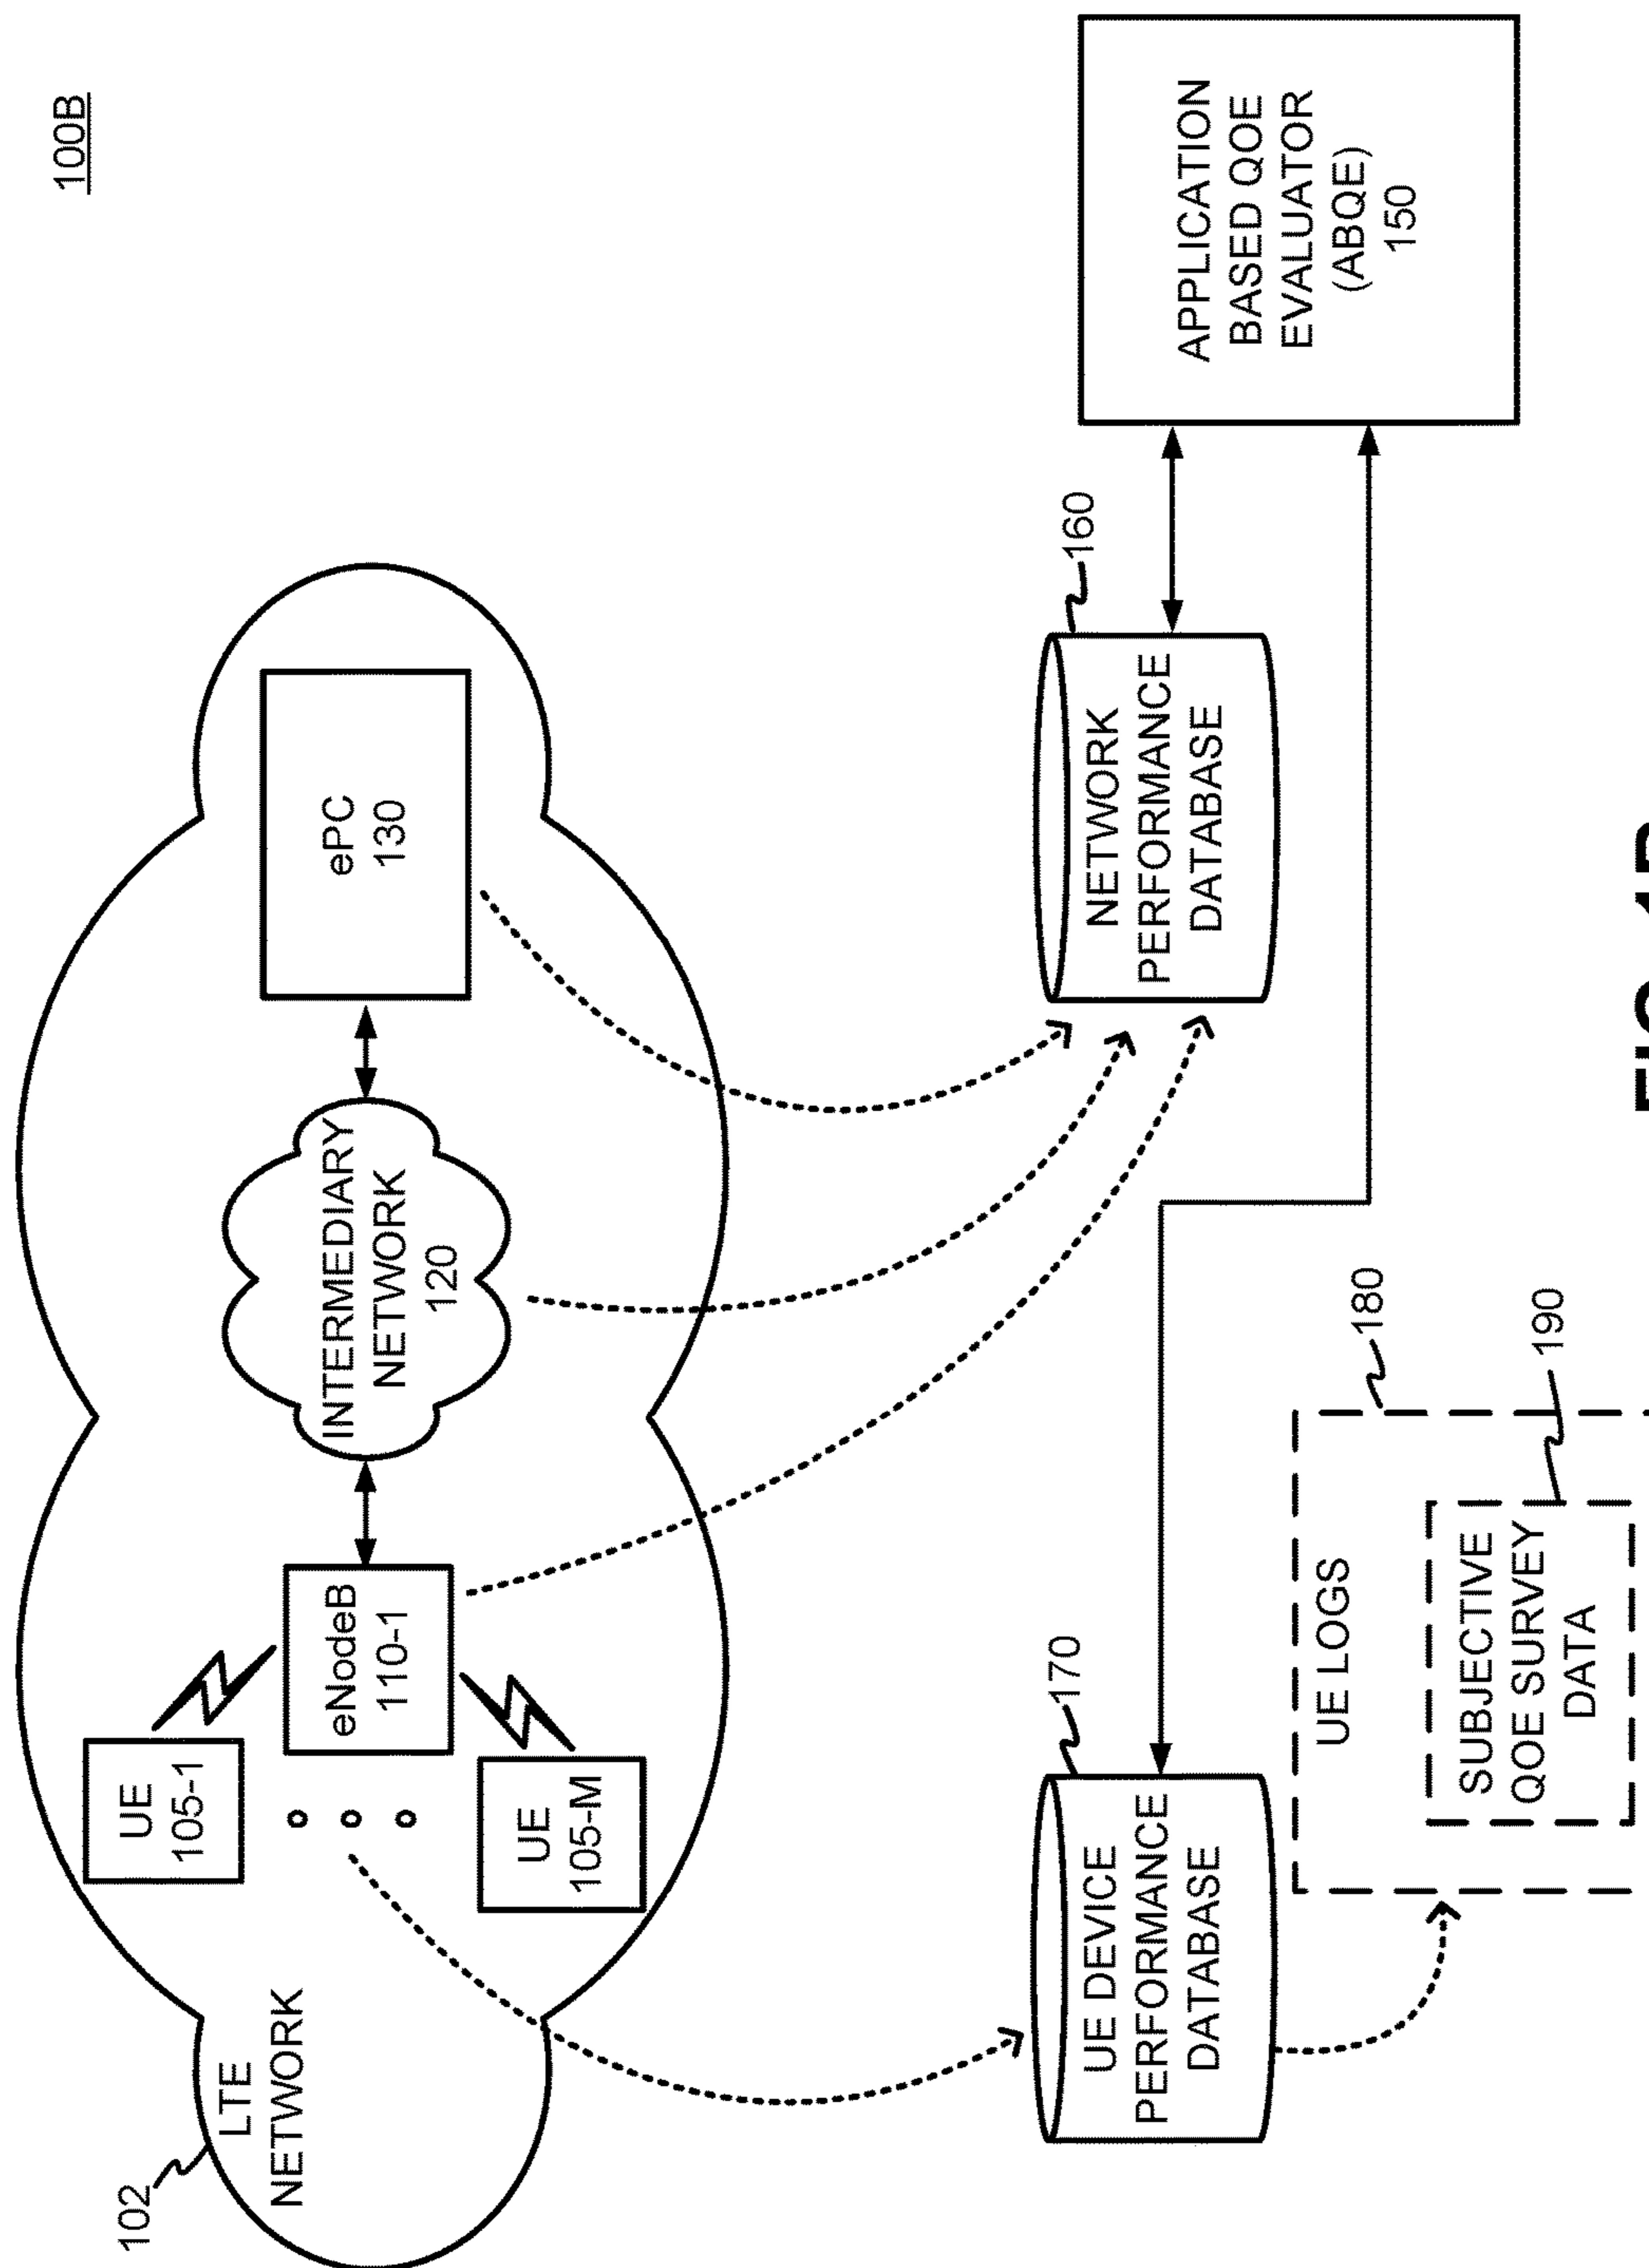 100B
102
LTE
NETWORK
UE
105-1
UE
105-M
eNodeB
110-1
INTERMEDIARY
NETWORK
120
ePC
130
170
UE DEVICE
PERFORMANCE
DATABASE
160
NETWORK
PERFORMANCE
DATABASE
APPLICATION
BASED QOE
EVALUATOR
(ABQE)
150
180
UE LOGS
190
SUBJECTIVE
QOE SURVEY
DATA